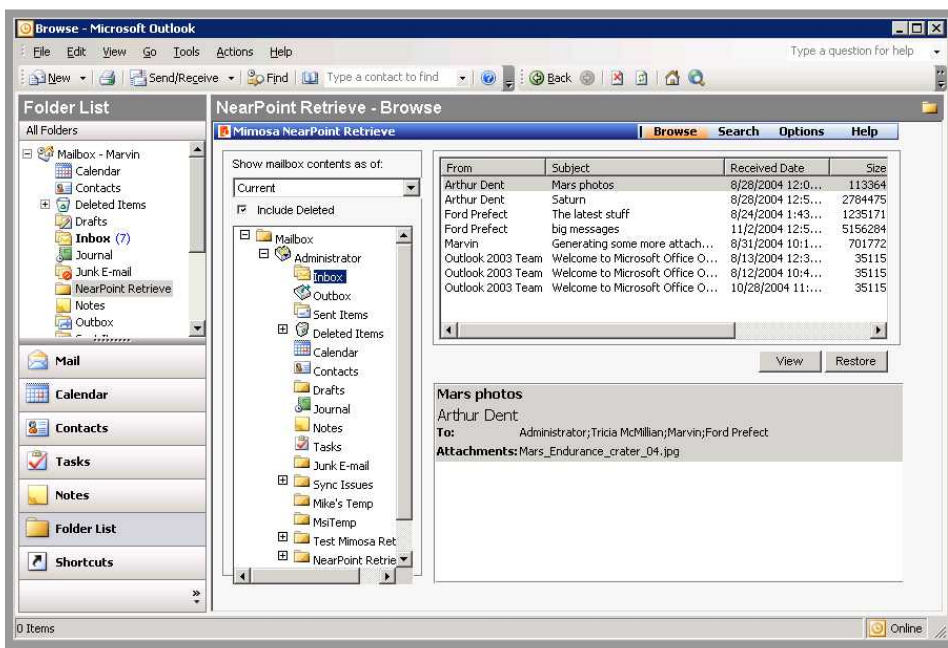 Browse - Microsoft Outlook
File Edit View Go Tools Actions Help Type a question for help
New Send/Receive Find Type a contact to find Back
Folder List
All Folders
Mailbox - Marvin
Calendar
Contacts
Deleted Items
Drafts
Inbox (7)
Journal
Junk E-mail
NearPoint Retrieve
Notes
Outbox
Mail
Calendar
Contacts
Tasks
Notes
Folder List
Shortcuts
»
NearPoint Retrieve - Browse
Mimosa NearPoint Retrieve Browse Search Options Help
Show mailbox contents as of:
Current
Include Deleted
Mailbox
Administrator
Inbox
Outbox
Sent Items
Deleted Items
Calendar
Contacts
Drafts
Journal
Notes
Tasks
Junk E-mail
Sync Issues
Mike's Temp
MsiTemp
Test Mimosa Ret
NearPoint Retrie
From Subject Received Date Size
Arthur Dent Mars photos 8/28/2004 12:0... 113364
Arthur Dent Saturn 8/28/2004 12:5... 2784475
Ford Prefect The latest stuff 8/24/2004 1:43... 1235171
Ford Prefect big messages 11/2/2004 12:5... 5156284
Marvin Generating some more attach... 8/31/2004 10:1... 701772
Outlook 2003 Team Welcome to Microsoft Office O... 8/13/2004 12:3... 35115
Outlook 2003 Team Welcome to Microsoft Office O... 8/12/2004 10:4... 35115
Outlook 2003 Team Welcome to Microsoft Office O... 10/28/2004 11:... 35115
View Restore
Mars photos
Arthur Dent
To: Administrator;Tricia McMillian;Marvin;Ford Prefect
Attachments: Mars_Endurance_crater_04.jpg
0 Items Online